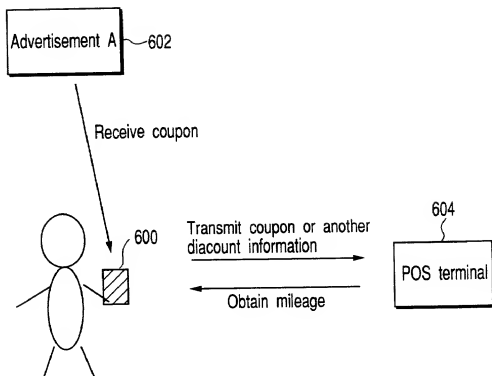 Advertisement A
602
Receive coupon
600
Transmit coupon or another
diacount information
Obtain mileage
604
POS terminal